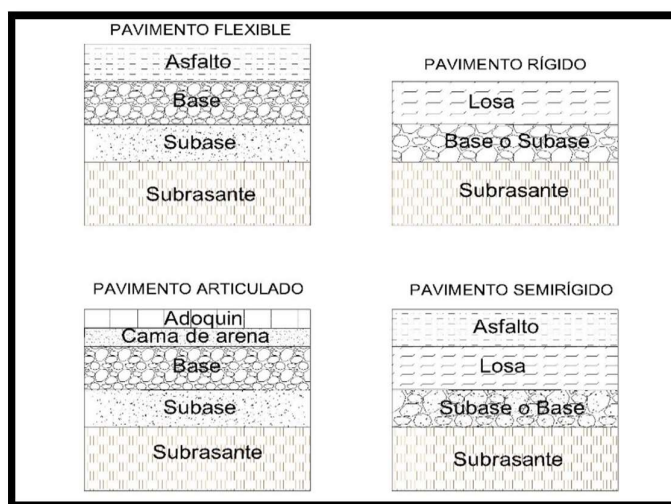 PAVIMENTO FLEXIBLE
Asfalto
Base
Subase
Subrasante
PAVIMENTO RÍGIDO
Losa
Base o Subase
Subrasante
PAVIMENTO ARTICULADO
Adoquin
Cama de arena
Base
Subase
Subrasante
PAVIMENTO SEMIRÍGIDO
Asfalto
Losa
Subase o Base
Subrasante